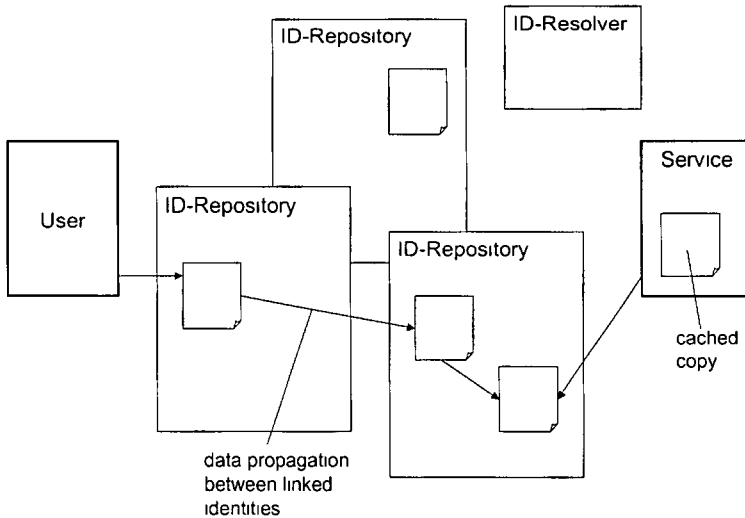 ID-Repository
ID-Resolver
Service
User
ID-Repository
ID-Repository
cached
copy
data propagation
between linked
identities